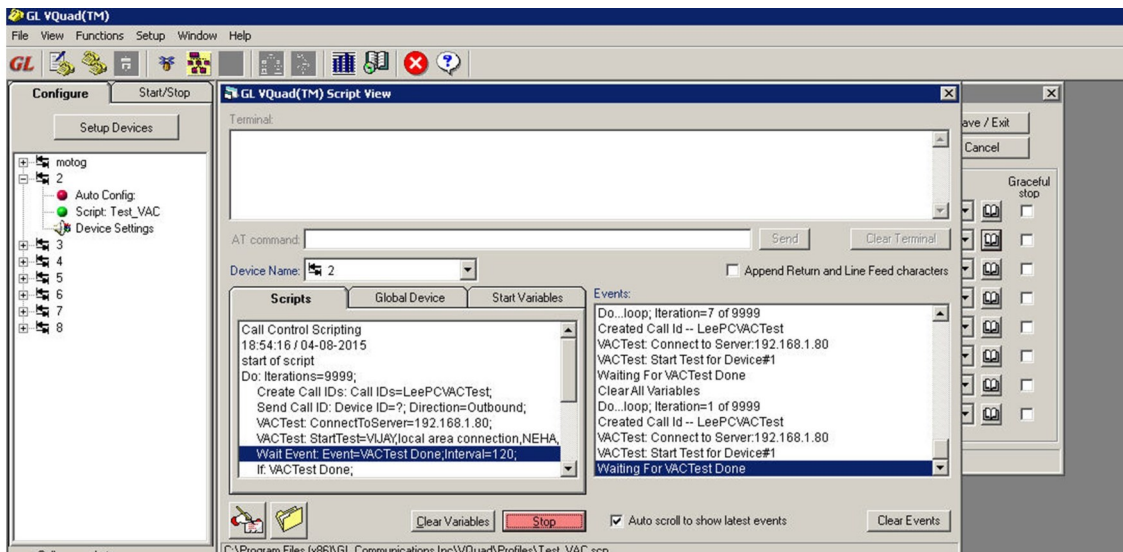 GL VQuad(TM)
File View Functions Setup Window Help
GL
Configure Start/Stop
Setup Devices
motog
2
Auto Config:
Script: Test_VAC
Device Settings
3
4
5
6
7
8
GL VQuad(TM) Script View
Terminal:
AT command: Send Clear Terminal
Device Name: 2
Append Return and Line Feed characters
Scripts Global Device Start Variables
Call Control Scripting
18:54:16 / 04-08-2015
start of script
Do: Iterations=9999;
Create Call IDs: Call IDs=LeePCVACTest;
Send Call ID: Device ID=?; Direction=Outbound;
VACTest: ConnectToServer=192.168.1.80;
VACTest: StartTest=VIJAY,local area connection,NEHA,
Wait Event: Event=VACTest Done;Interval=120;
If: VACTest Done;
Events:
Do...loop; Iteration=7 of 9999
Created Call Id -- LeePCVACTest
VACTest: Connect to Server:192.168.1.80
VACTest: Start Test for Device#1
Waiting For VACTest Done
Clear All Variables
Do...loop; Iteration=1 of 9999
Created Call Id -- LeePCVACTest
VACTest: Connect to Server:192.168.1.80
VACTest: Start Test for Device#1
Waiting For VACTest Done
Clear Variables Stop
Auto scroll to show latest events
Clear Events
C:\Program Files (x86)\GL Communications Inc\VQuad\Profiles\Test_VAC.scp
ave / Exit
Cancel
Graceful
stop